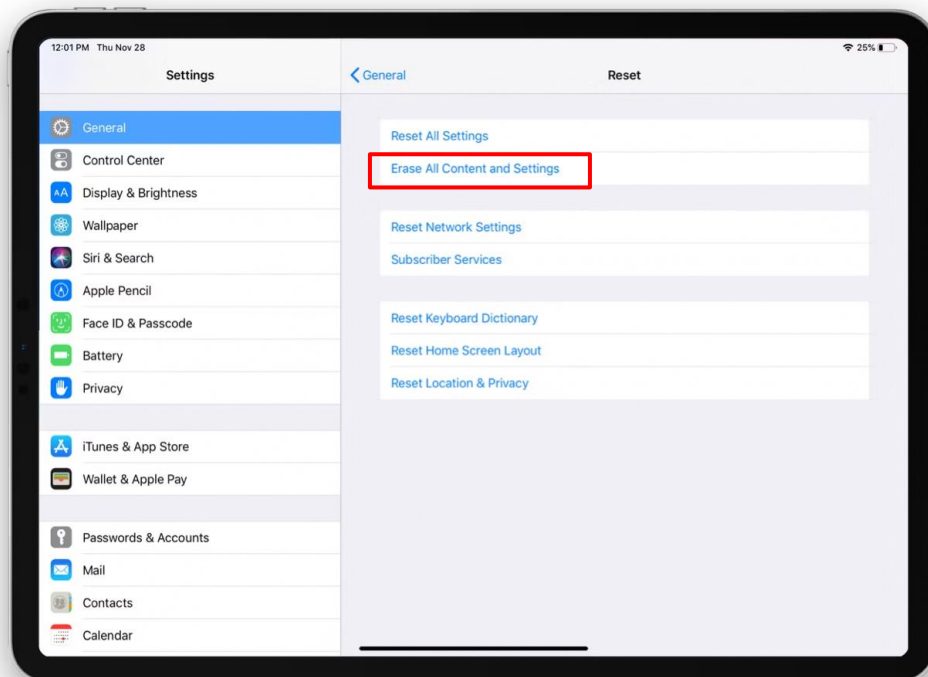 12:01 PM Thu Nov 28
25%
Settings
General
Reset
General
Control Center
Display & Brightness
Wallpaper
Siri & Search
Apple Pencil
Face ID & Passcode
Battery
Privacy
iTunes & App Store
Wallet & Apple Pay
Passwords & Accounts
Mail
Contacts
Calendar
Reset All Settings
Erase All Content and Settings
Reset Network Settings
Subscriber Services
Reset Keyboard Dictionary
Reset Home Screen Layout
Reset Location & Privacy